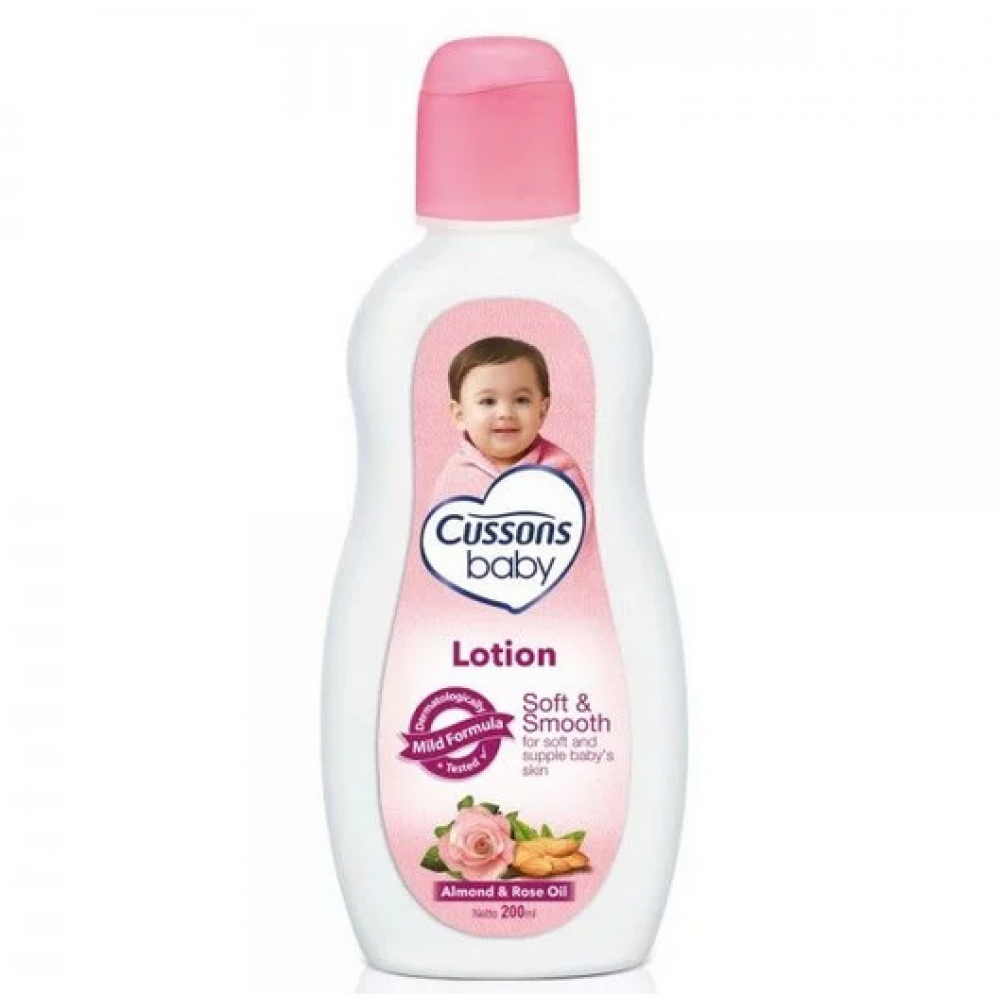 Cussons
baby
Lotion
Dermatologically
Mild Formula
+ Tested ✓
Soft &
Smooth
for soft and
supple baby's
skin
Almond & Rose Oil
Netto 200ml